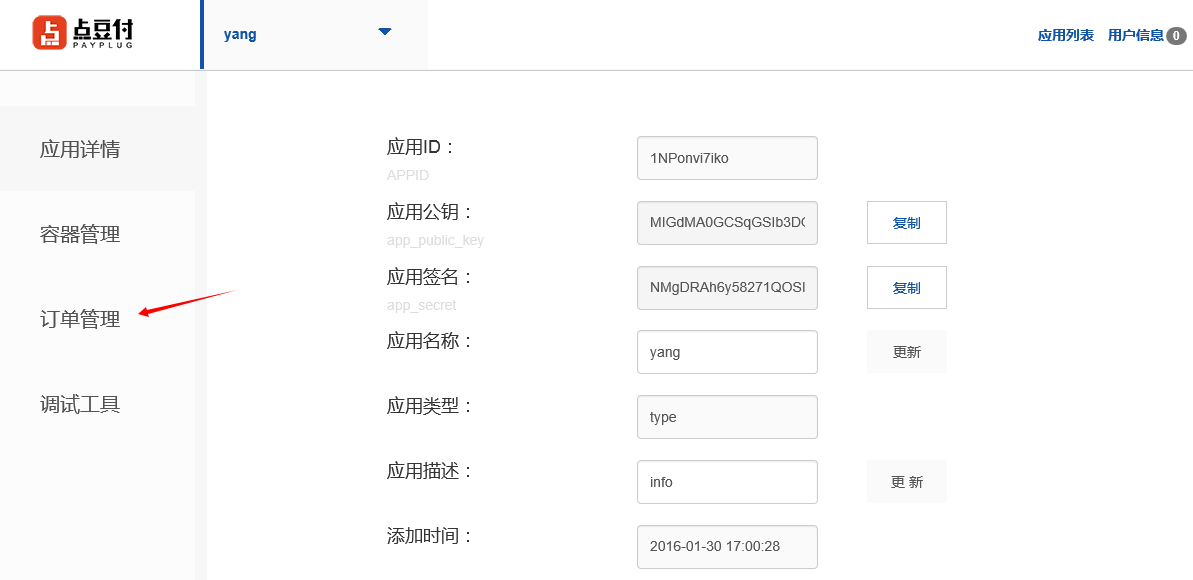 点豆付
PAYPLUG
yang
应用列表 用户信息 0
应用详情
容器管理
订单管理
调试工具
应用ID：
APPID
1NPonvi7iko
应用公钥：
app_public_key
MIGdMA0GCSqGSIb3DQ
复制
应用签名：
app_secret
NMgDRAh6y58271QOSI
复制
应用名称：
yang
更新
应用类型：
type
应用描述：
info
更 新
添加时间：
2016-01-30 17:00:28